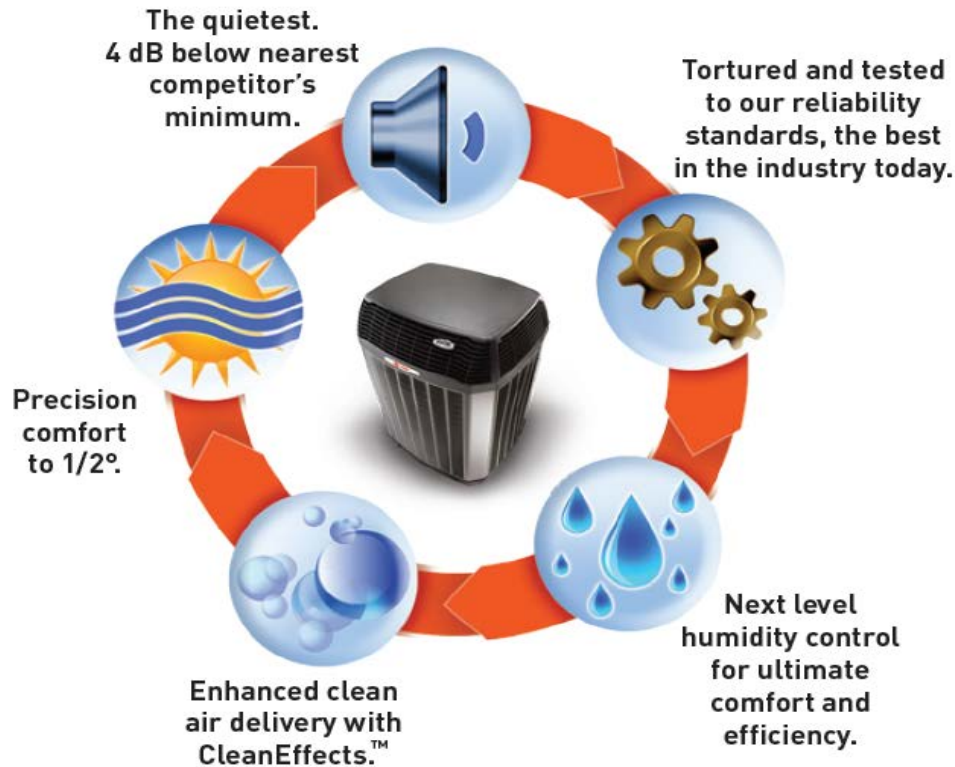 The quietest.
4 dB below nearest
competitor's
minimum.
Tortured and tested
to our reliability
standards, the best
in the industry today.
Next level
humidity control
for ultimate
comfort and
efficiency.
Enhanced clean
air delivery with
CleanEffects.™
Precision
comfort
to 1/2°.